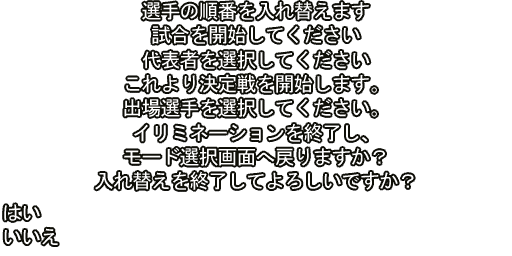 選手の順番を入れ替えます
試合を開始してください
代表者を選択してください
これより決定戦を開始します。
出場選手を選択してください。
イリミネーションを終了し、
モード選択画面へ戻りますか？
入れ替えを終了してよろしいですか？
はい
いいえ